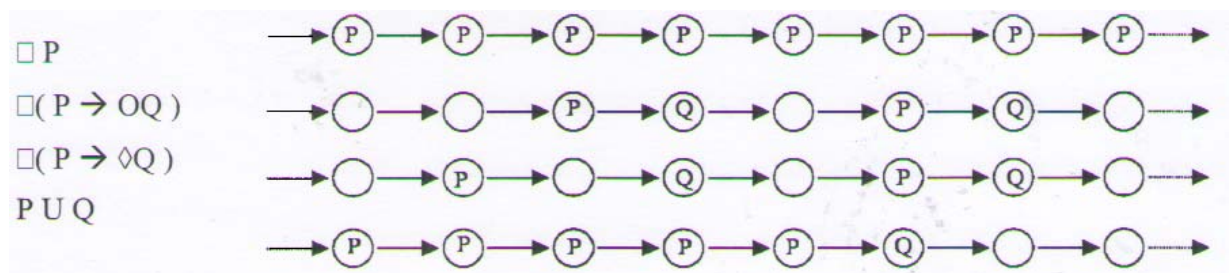 □ P
P P P P P P P P
□( P → OQ )
P Q P Q
□( P → ◊Q )
P Q P Q
P U Q
P P P P P Q